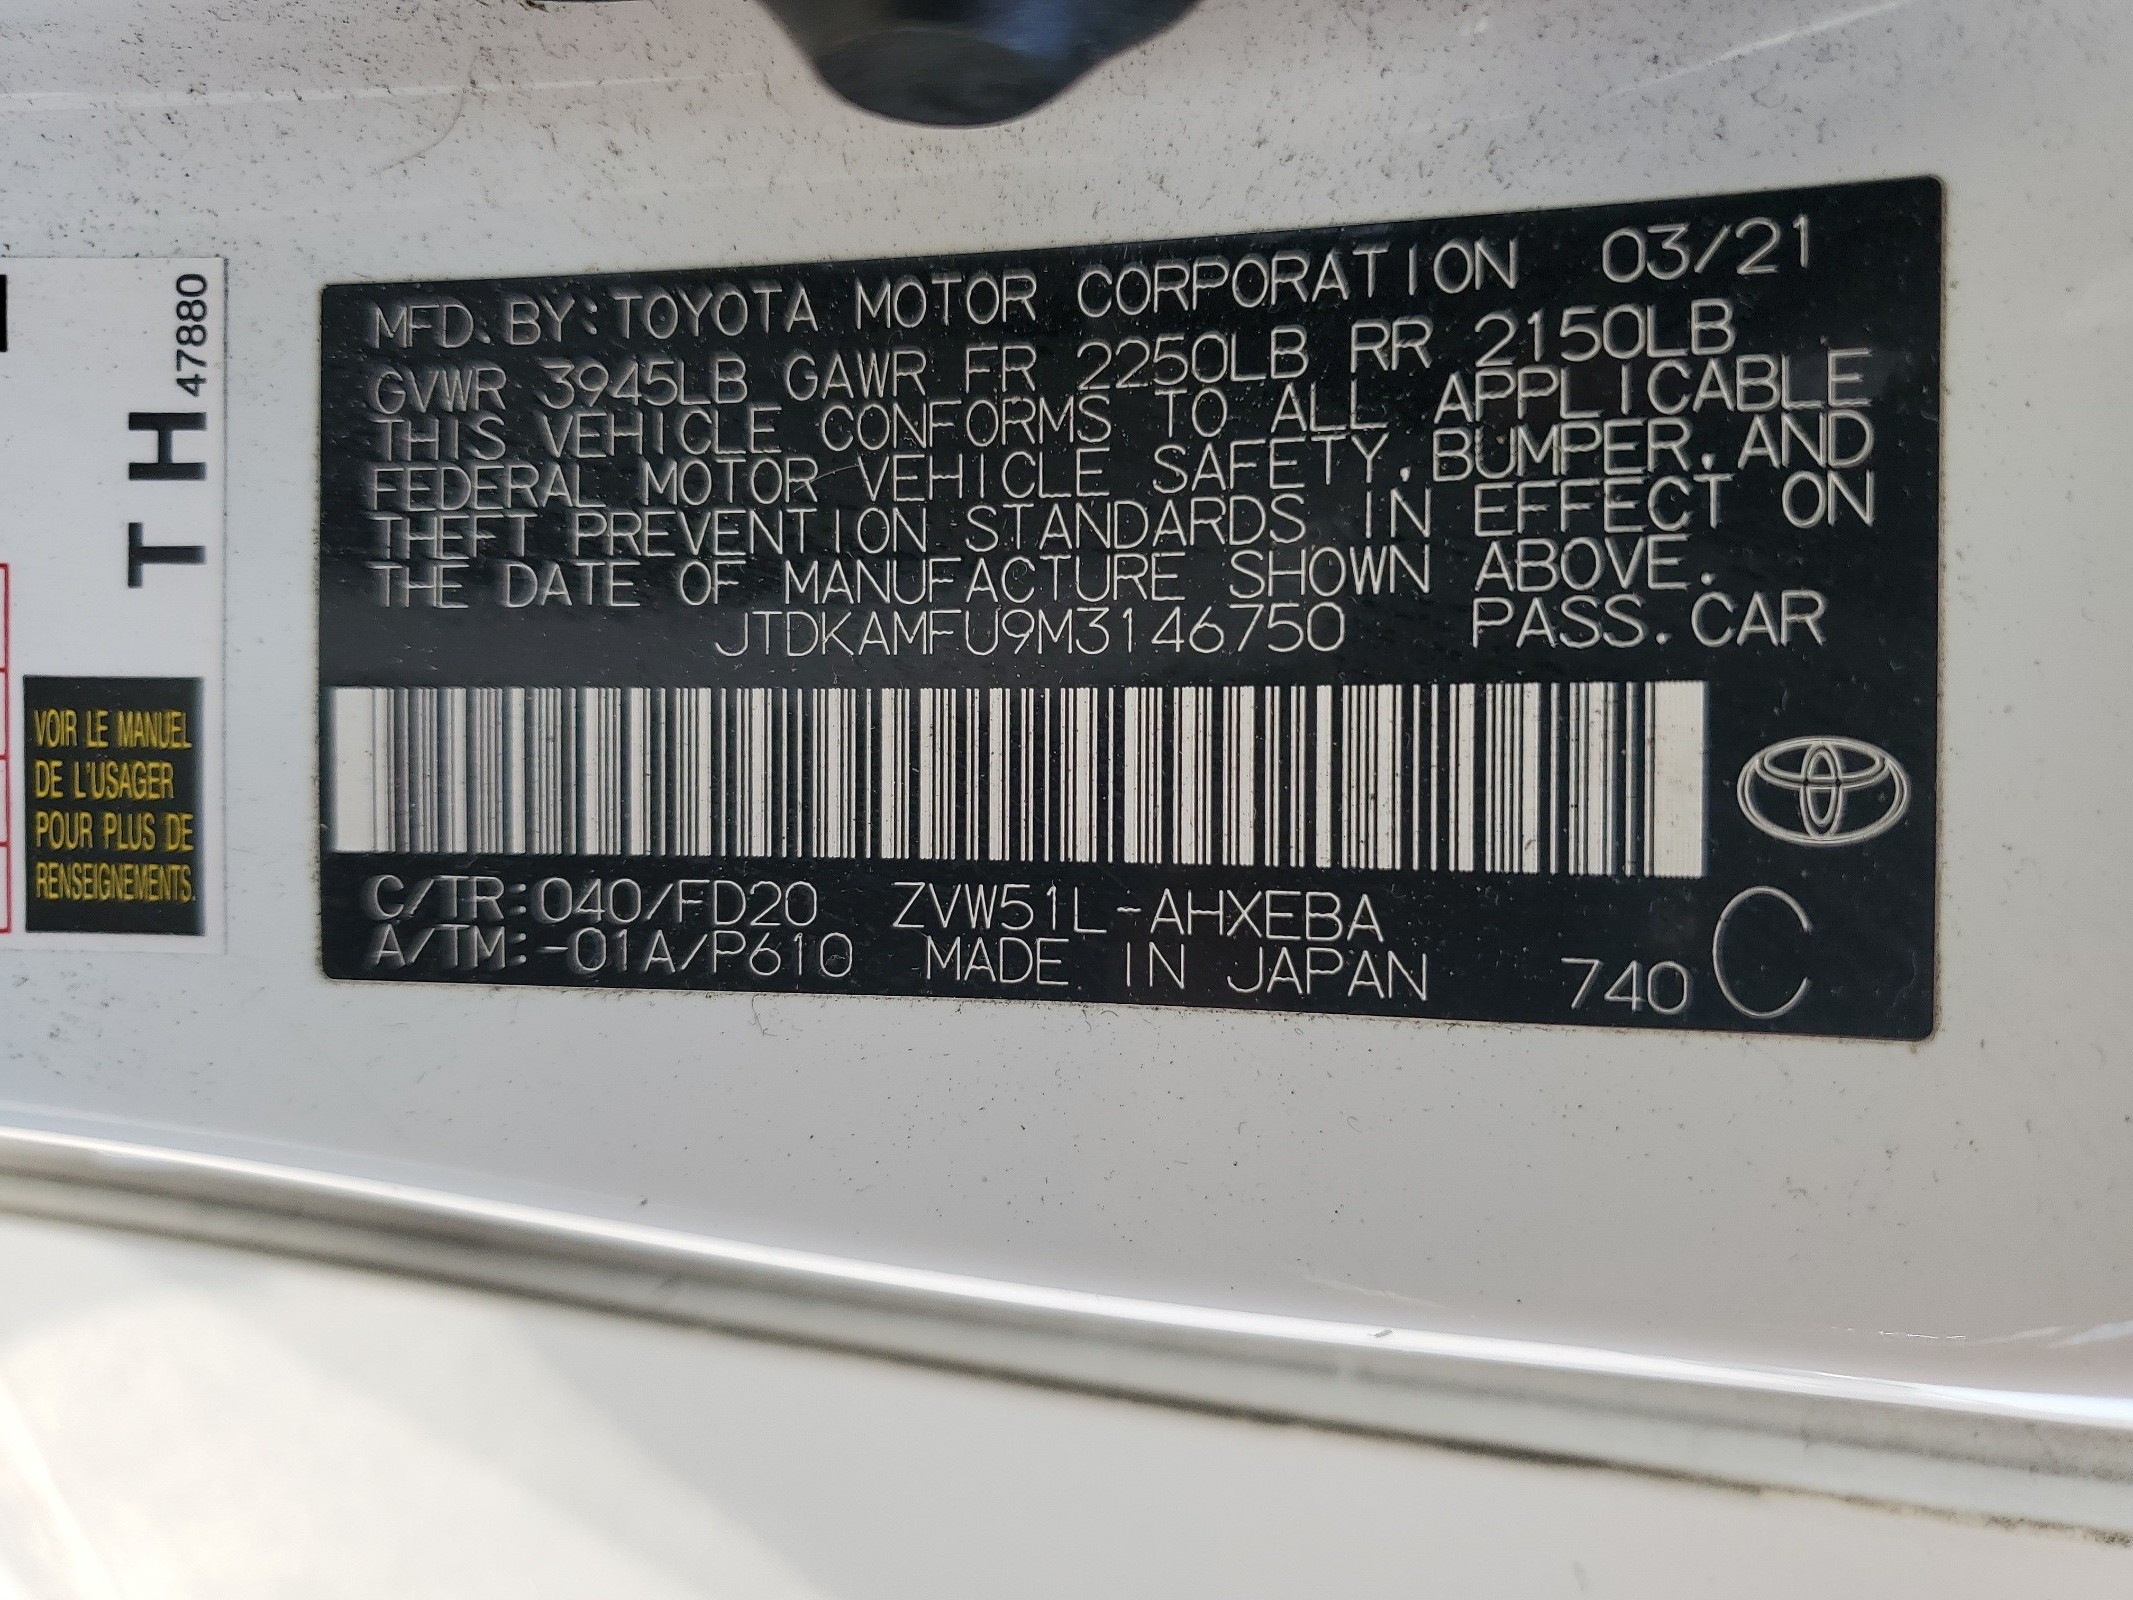 T H 47880
VOIR LE MANUEL
DE L'USAGER
POUR PLUS DE
RENSEIGNEMENTS.
MFD. BY: TOYOTA MOTOR CORPORATION 03/21
GVWR 3945LB GAWR FR 2250LB RR 2150LB
THIS VEHICLE CONFORMS TO ALL APPLICABLE
FEDERAL MOTOR VEHICLE SAFETY, BUMPER, AND
THEFT PREVENTION STANDARDS IN EFFECT ON
THE DATE OF MANUFACTURE SHOWN ABOVE.
JTDKAMFU9M3146750 PASS. CAR
C/TR: 040/FD20 ZVW51L-AHXEBA
A/TM: -01A/P610 MADE IN JAPAN 740 C